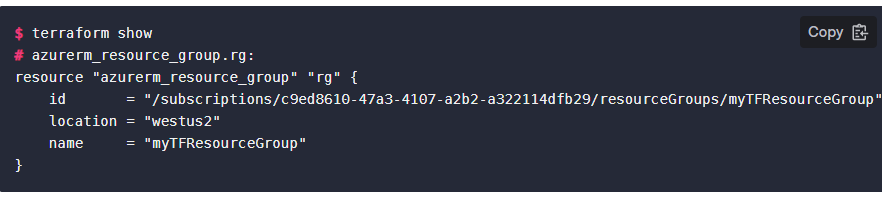 $ terraform show
Copy
# azurerm_resource_group.rg:
resource "azurerm_resource_group" "rg" {
    id       = "/subscriptions/c9ed8610-47a3-4107-a2b2-a322114dfb29/resourceGroups/myTFResourceGroup"
    location = "westus2"
    name     = "myTFResourceGroup"
}